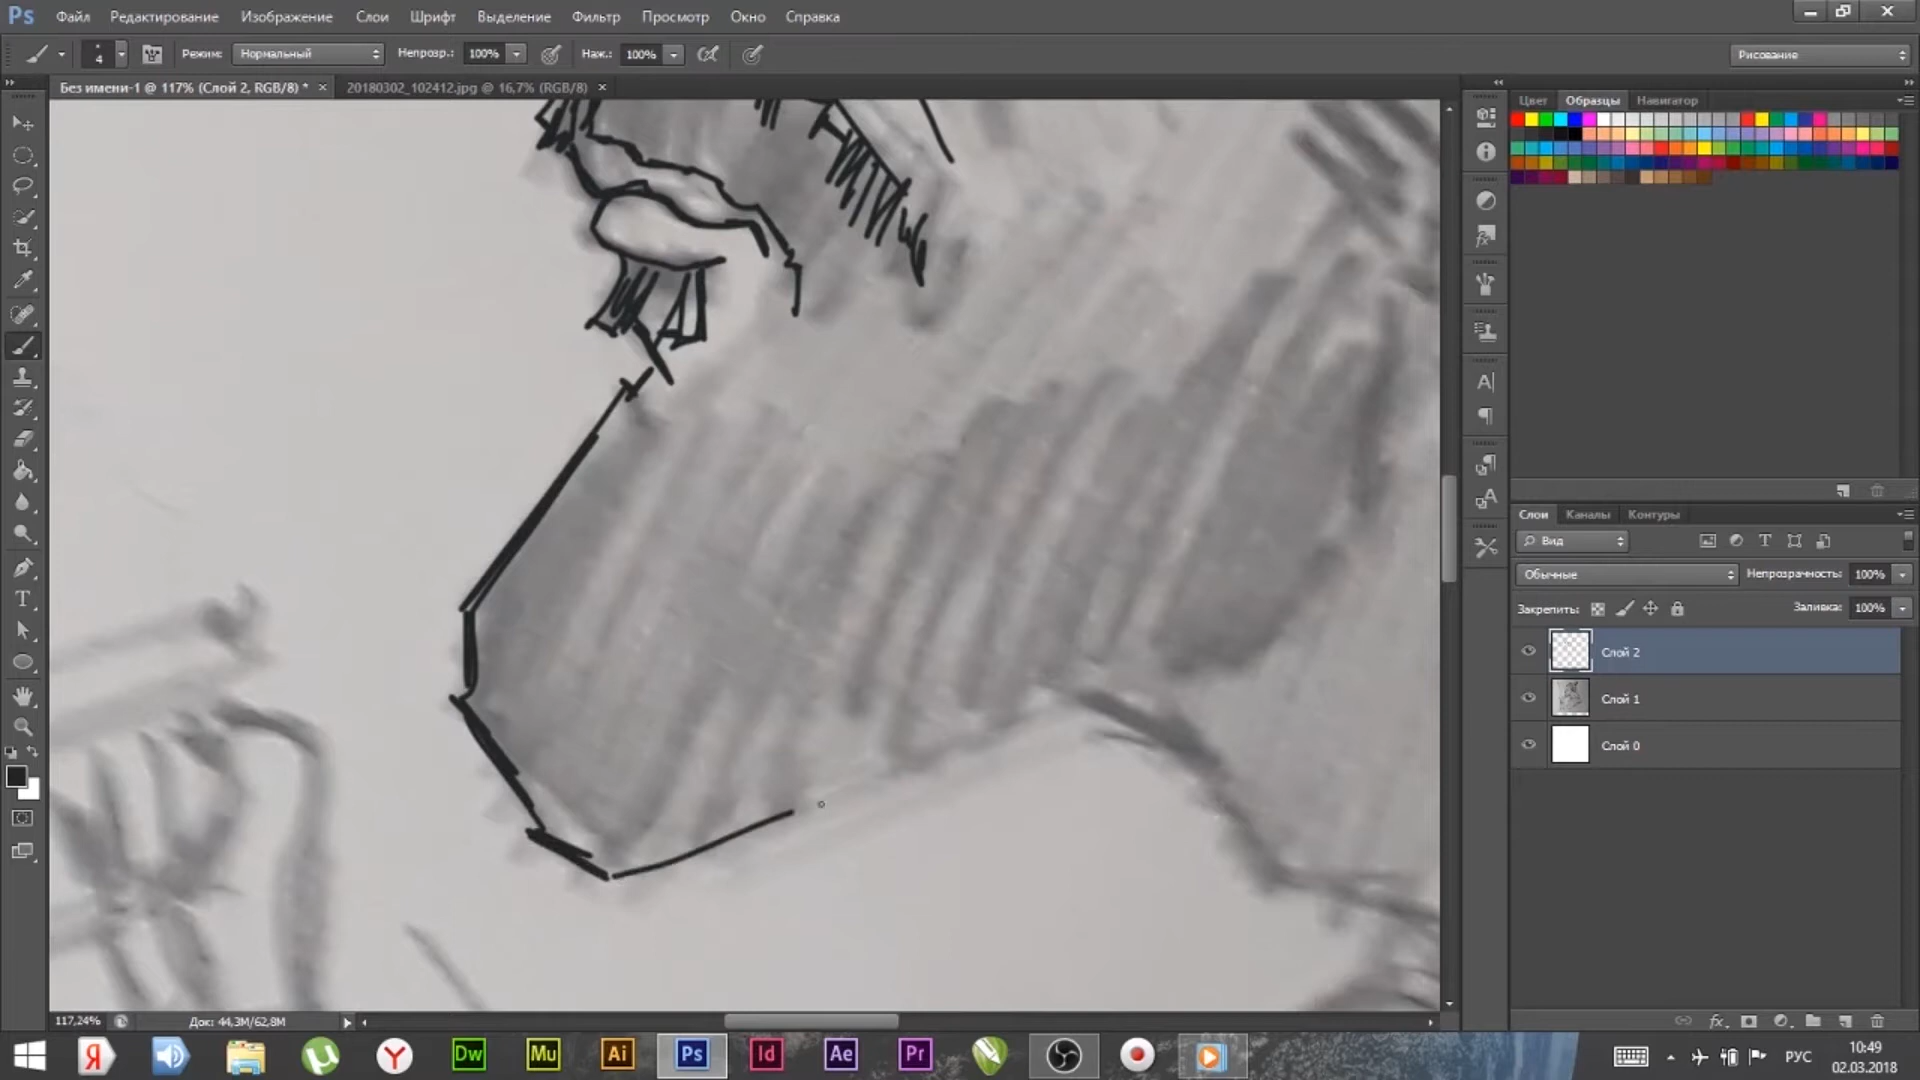 Ps Файл Редактирование Изображение Слои Шрифт Выделение Фильтр Просмотр Окно Справка
4 Режим: Нормальный Непрозр.: 100% Наж.: 100% Рисование
Без имени-1 @ 117% (Слой 2, RGB/8) * × 20180302_102412.jpg @ 16,7% (RGB/8) ×
Цвет Образцы Навигатор
Слои Каналы Контуры
Вид
Обычные Непрозрачность: 100%
Закрепить: Заливка: 100%
Слой 2
Слой 1
Слой 0
117,24% Док: 44,3M/62,8M
Я Y Dw Mu Ai Ps Id Ae Pr РУС 10:49
02.03.2018